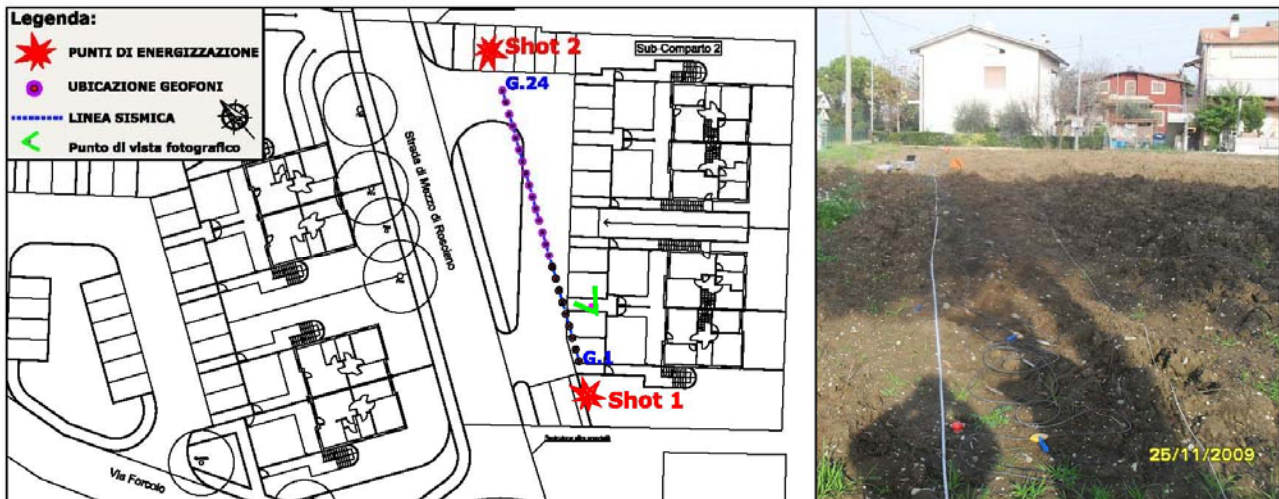 Legenda:
PUNTI DI ENERGIZZAZIONE
UBICAZIONE GEOFONI
LINEA SISMICA
Punto di vista fotografico
Shot 2
Sub-Comparto 2
G.24
Strada di Mezzo di Rosciano
G.1
Shot 1
Via Forcolo
25/11/2009